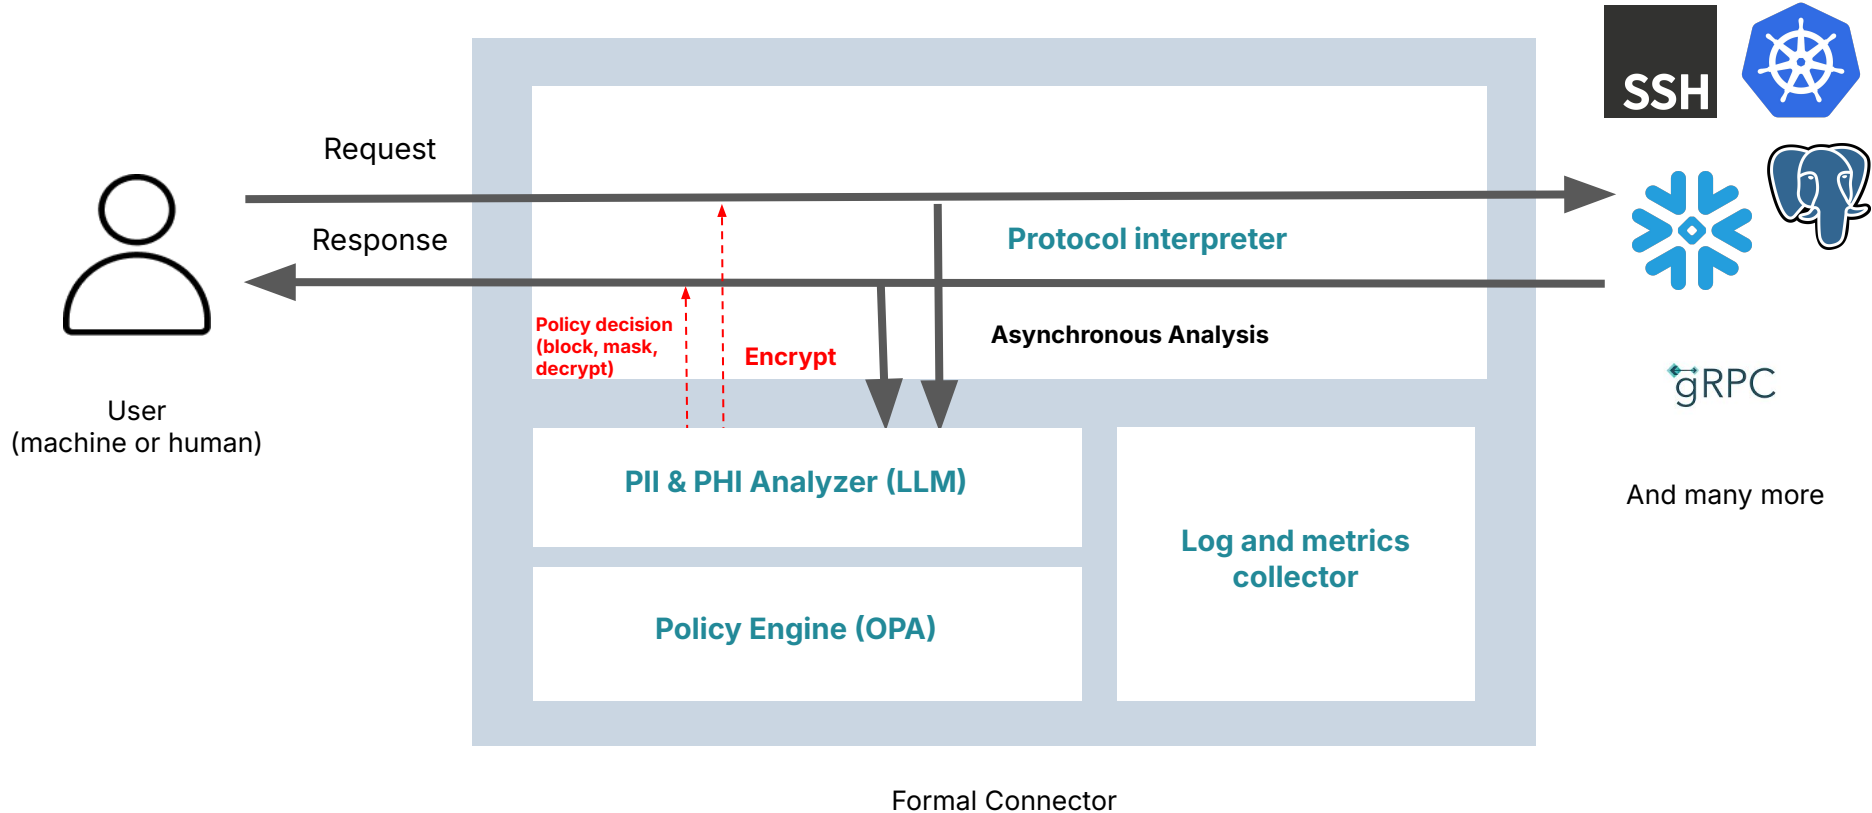 SSH
Request
Response
Protocol interpreter
Policy decision
(block, mask,
decrypt)
Encrypt
Asynchronous Analysis
gRPC
User
(machine or human)
PII & PHI Analyzer (LLM)
And many more
Log and metrics
collector
Policy Engine (OPA)
Formal Connector